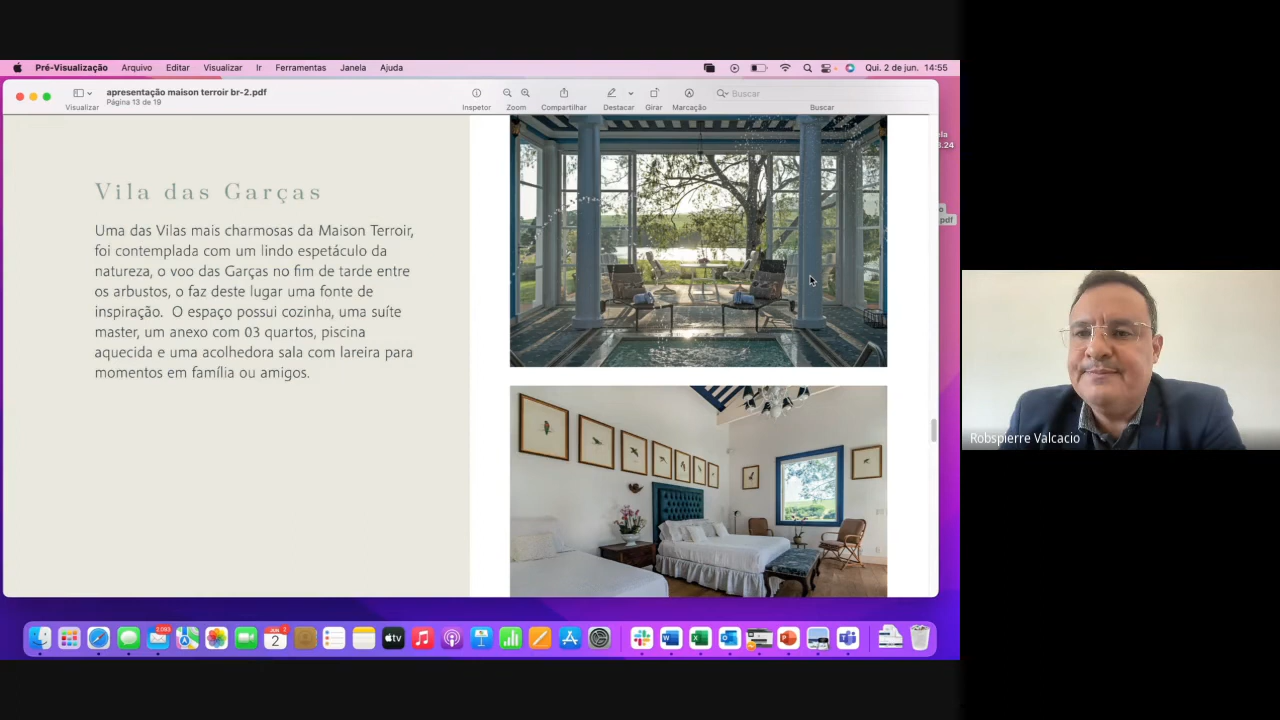 Pré-Visualização Arquivo Editar Visualizar Ir Ferramentas Janela Ajuda Qui. 2 de jun. 14:55
apresentação maison terroir br-2.pdf
Página 13 de 19
Buscar
Visualizar Inspetor Zoom Compartilhar Destacar Girar Marcação Buscar
ela
.24
pdf
Vila das Garças
Uma das Vilas mais charmosas da Maison Terroir,
foi contemplada com um lindo espetáculo da
natureza, o voo das Garças no fim de tarde entre
os arbustos, o faz deste lugar uma fonte de
inspiração. O espaço possui cozinha, uma suíte
master, um anexo com 03 quartos, piscina
aquecida e uma acolhedora sala com lareira para
momentos em família ou amigos.
Robspierre Valcacio
2
tv